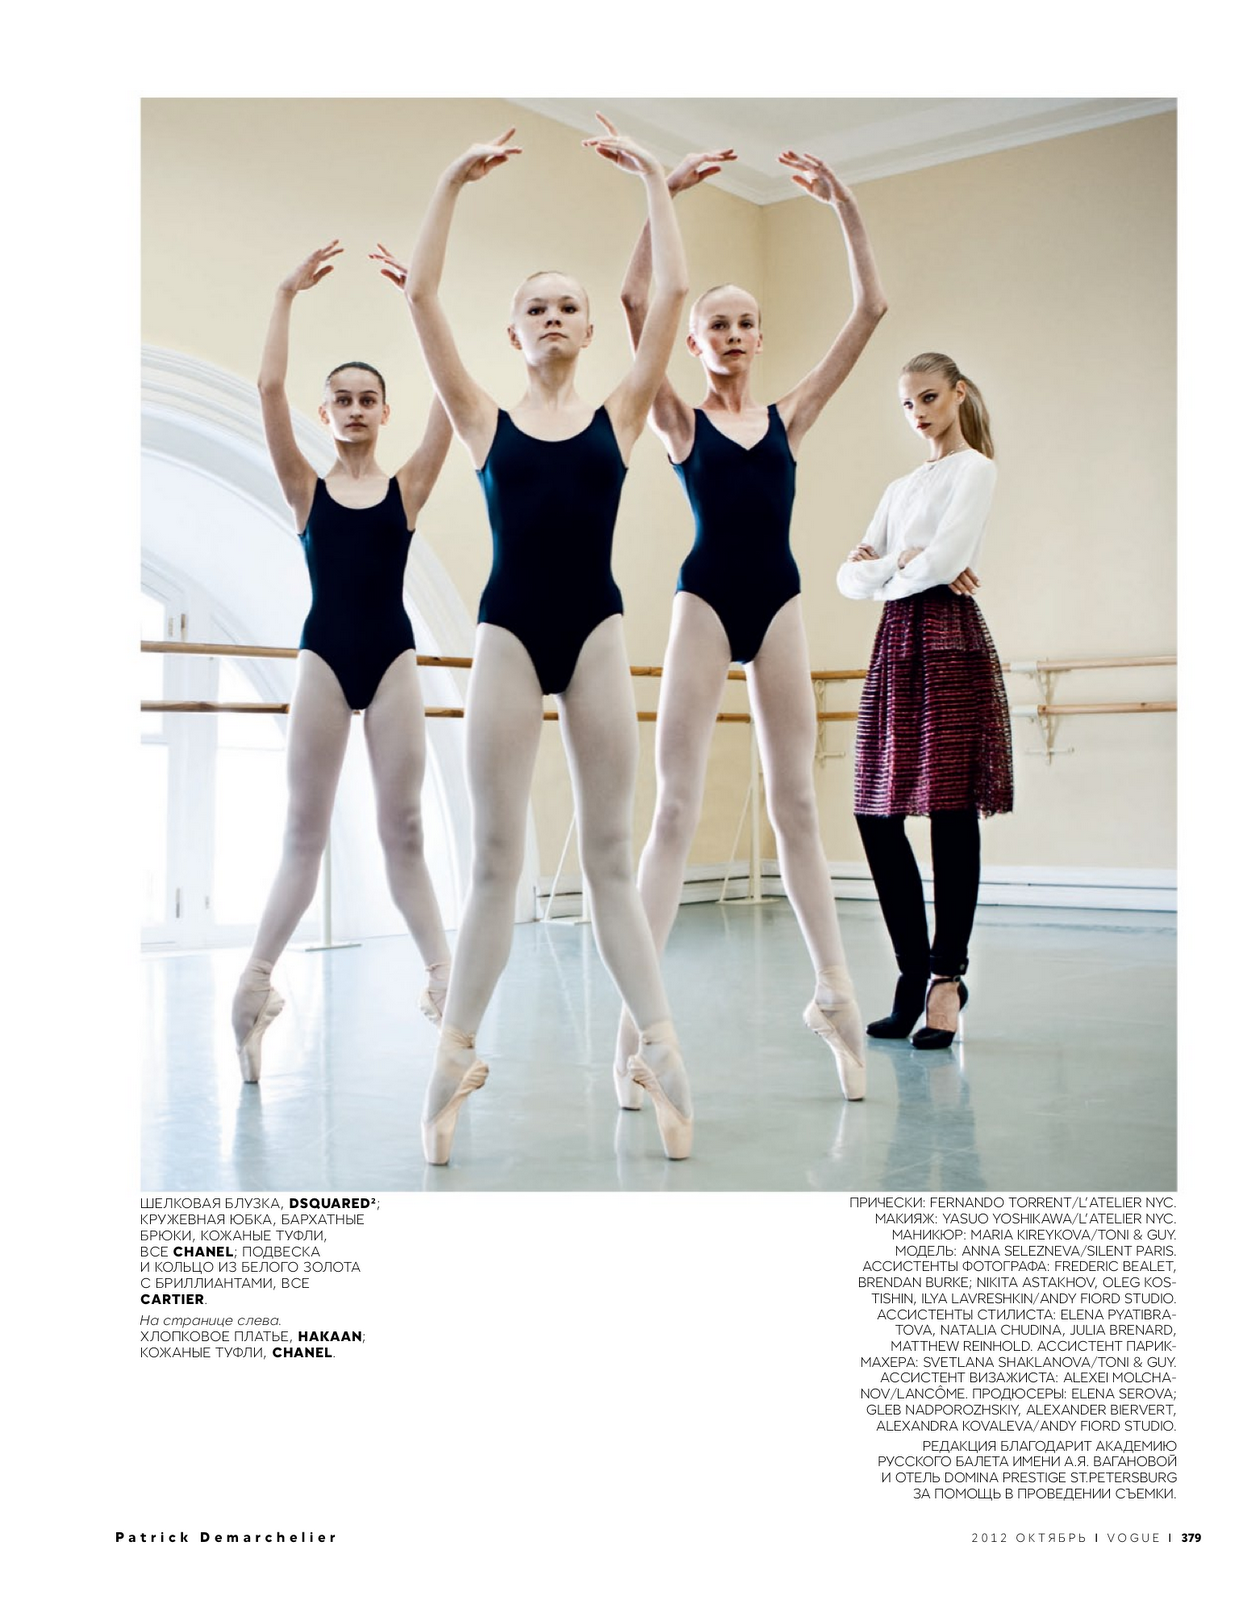 ШЕЛКОВАЯ БЛУЗКА, DSQUARED²;
КРУЖЕВНАЯ ЮБКА, БАРХАТНЫЕ
БРЮКИ, КОЖАНЫЕ ТУФЛИ,
ВСЕ CHANEL; ПОДВЕСКА
И КОЛЬЦО ИЗ БЕЛОГО ЗОЛОТА
С БРИЛЛИАНТАМИ, ВСЕ
CARTIER.
На странице слева.
ХЛОПКОВОЕ ПЛАТЬЕ, HAKAAN;
КОЖАНЫЕ ТУФЛИ, CHANEL.
ПРИЧЕСКИ: FERNANDO TORRENT/L'ATELIER NYC.
МАКИЯЖ: YASUO YOSHIKAWA/L'ATELIER NYC.
МАНИКЮР: MARIA KIREYKOVA/TONI & GUY.
МОДЕЛЬ: ANNA SELEZNEVA/SILENT PARIS.
АССИСТЕНТЫ ФОТОГРАФА: FREDERIC BEALET,
BRENDAN BURKE; NIKITA ASTAKHOV, OLEG KOS-
TISHIN, ILYA LAVRESHKIN/ANDY FIORD STUDIO.
АССИСТЕНТЫ СТИЛИСТА: ELENA PYATIBRA-
TOVA, NATALIA CHUDINA, JULIA BRENARD,
MATTHEW REINHOLD. АССИСТЕНТ ПАРИК-
МАХЕРА: SVETLANA SHAKLANOVA/TONI & GUY.
АССИСТЕНТ ВИЗАЖИСТА: ALEXEI MOLCHA-
NOV/LANCÔME. ПРОДЮСЕРЫ: ELENA SEROVA;
GLEB NADPOROZHSKIY, ALEXANDER BIERVERT,
ALEXANDRA KOVALEVA/ANDY FIORD STUDIO.
РЕДАКЦИЯ БЛАГОДАРИТ АКАДЕМИЮ
РУССКОГО БАЛЕТА ИМЕНИ А.Я. ВАГАНОВОЙ
И ОТЕЛЬ DOMINA PRESTIGE ST.PETERSBURG
ЗА ПОМОЩЬ В ПРОВЕДЕНИИ СЪЕМКИ.
Patrick Demarchelier
2012 ОКТЯБРЬ | VOGUE | 379